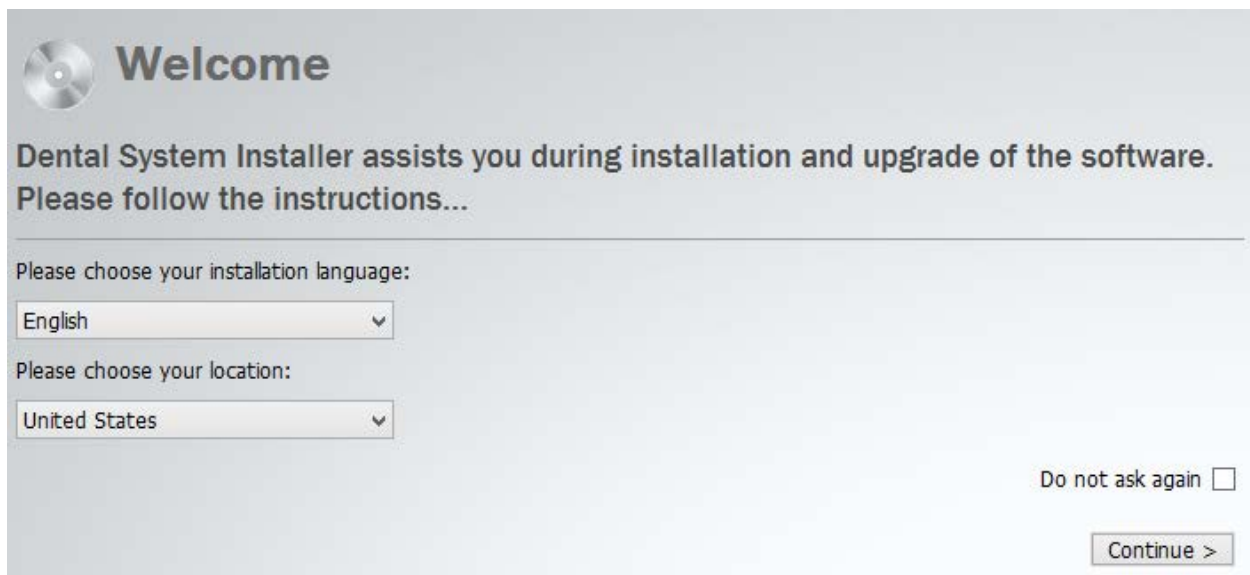 Welcome
Dental System Installer assists you during installation and upgrade of the software.
Please follow the instructions...
Please choose your installation language:
English
Please choose your location:
United States
Do not ask again
Continue >